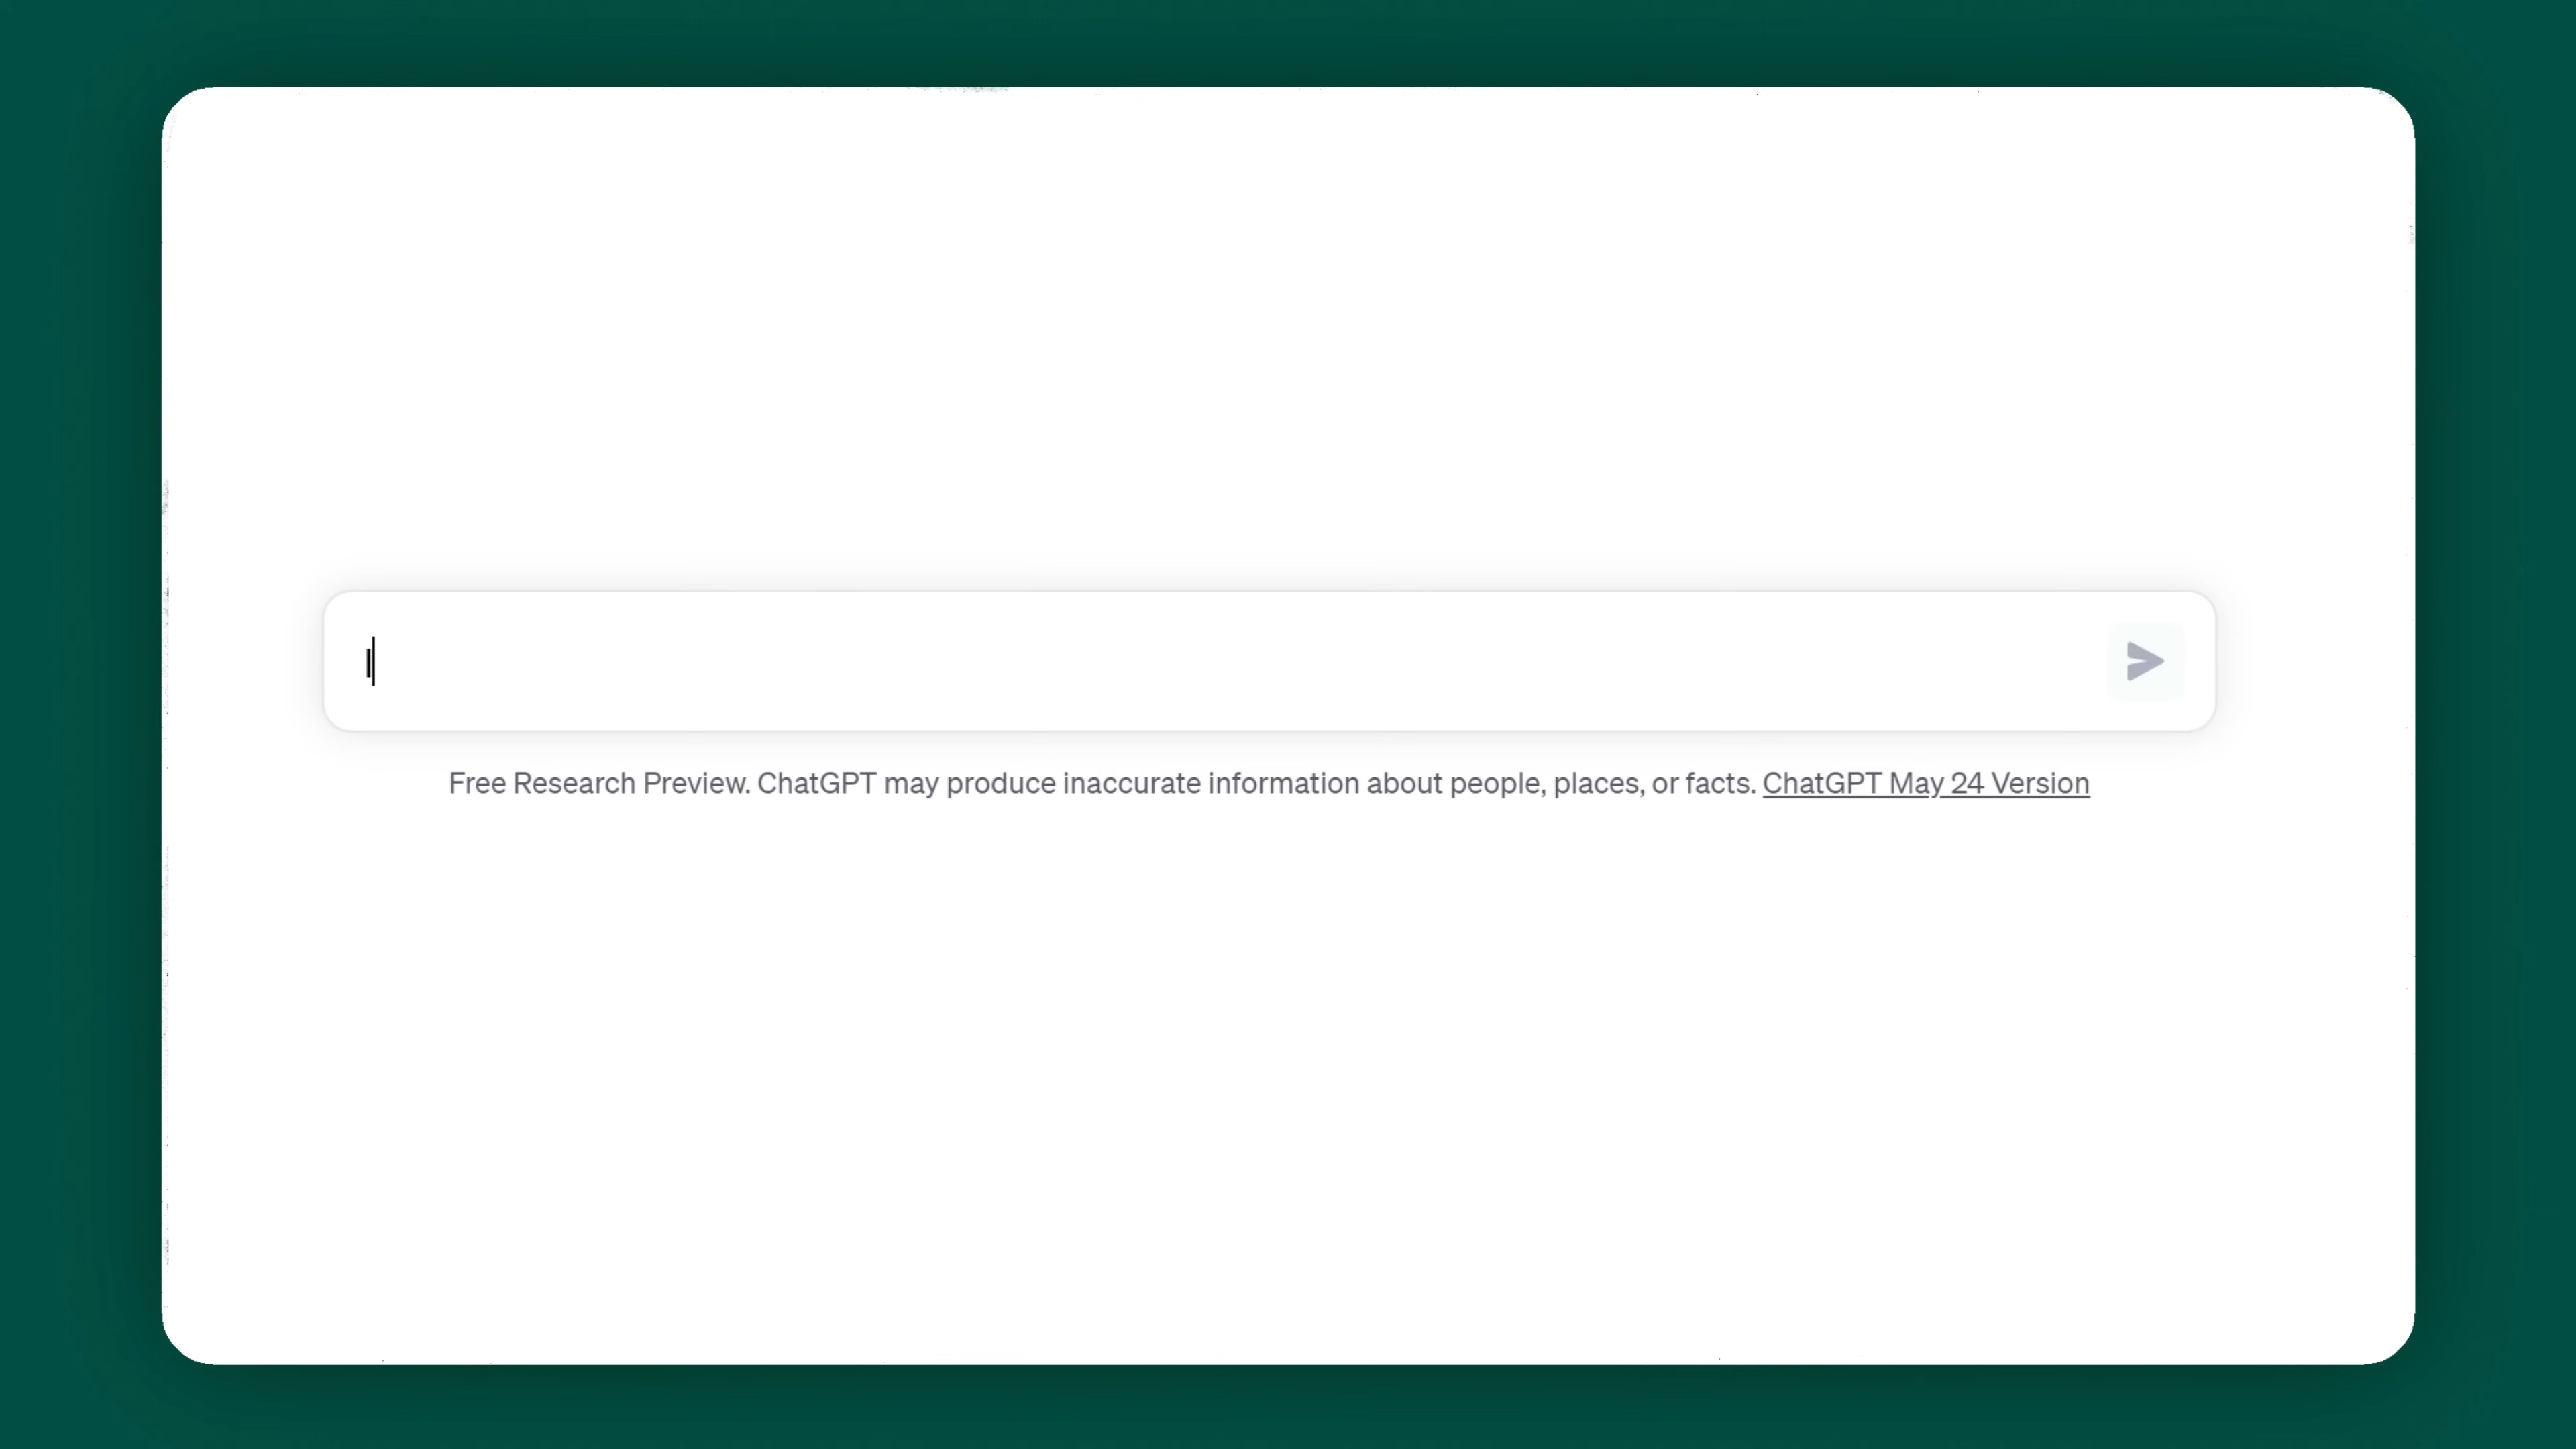 I
Free Research Preview. ChatGPT may produce inaccurate information about people, places, or facts. ChatGPT May 24 Version